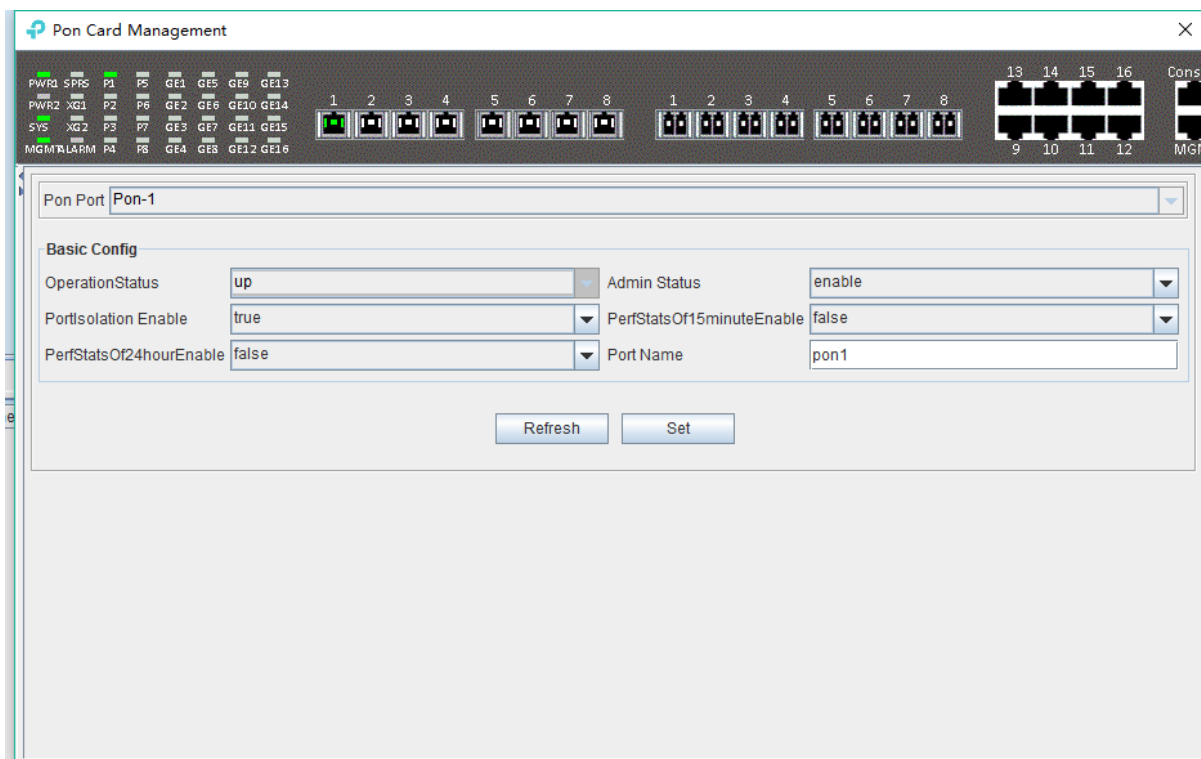 Pon Card Management
PWR1 SPRS P1 P5 GE1 GE5 GE9 GE13
PWR2 XG1 P2 P6 GE2 GE6 GE10 GE14
SYS XG2 P3 P7 GE3 GE7 GE11 GE15
MGMT ALARM P4 P8 GE4 GE8 GE12 GE16
1 2 3 4 5 6 7 8
1 2 3 4 5 6 7 8
13 14 15 16 Cons
9 10 11 12 MG
Pon Port Pon-1
Basic Config
OperationStatus up Admin Status enable
PortIsolation Enable true PerfStatsOf15minuteEnable false
PerfStatsOf24hourEnable false Port Name pon1
Refresh Set